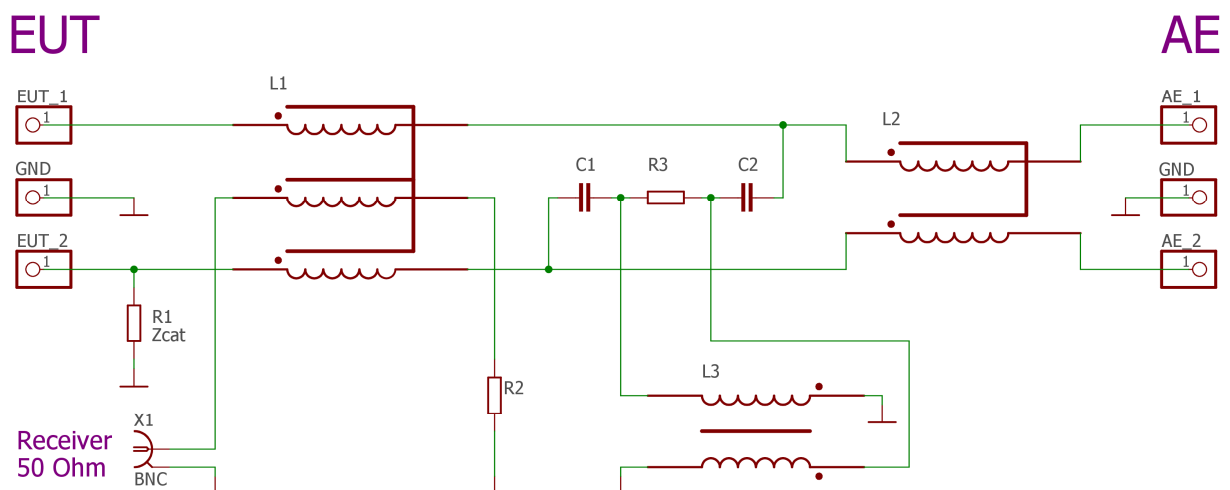 EUT
AE
L1
EUT_1
1
AE_1
1
L2
GND
1
C1
R3
C2
GND
1
EUT_2
1
AE_2
1
R1
Zcat
L3
R2
X1
Receiver
50 Ohm
BNC